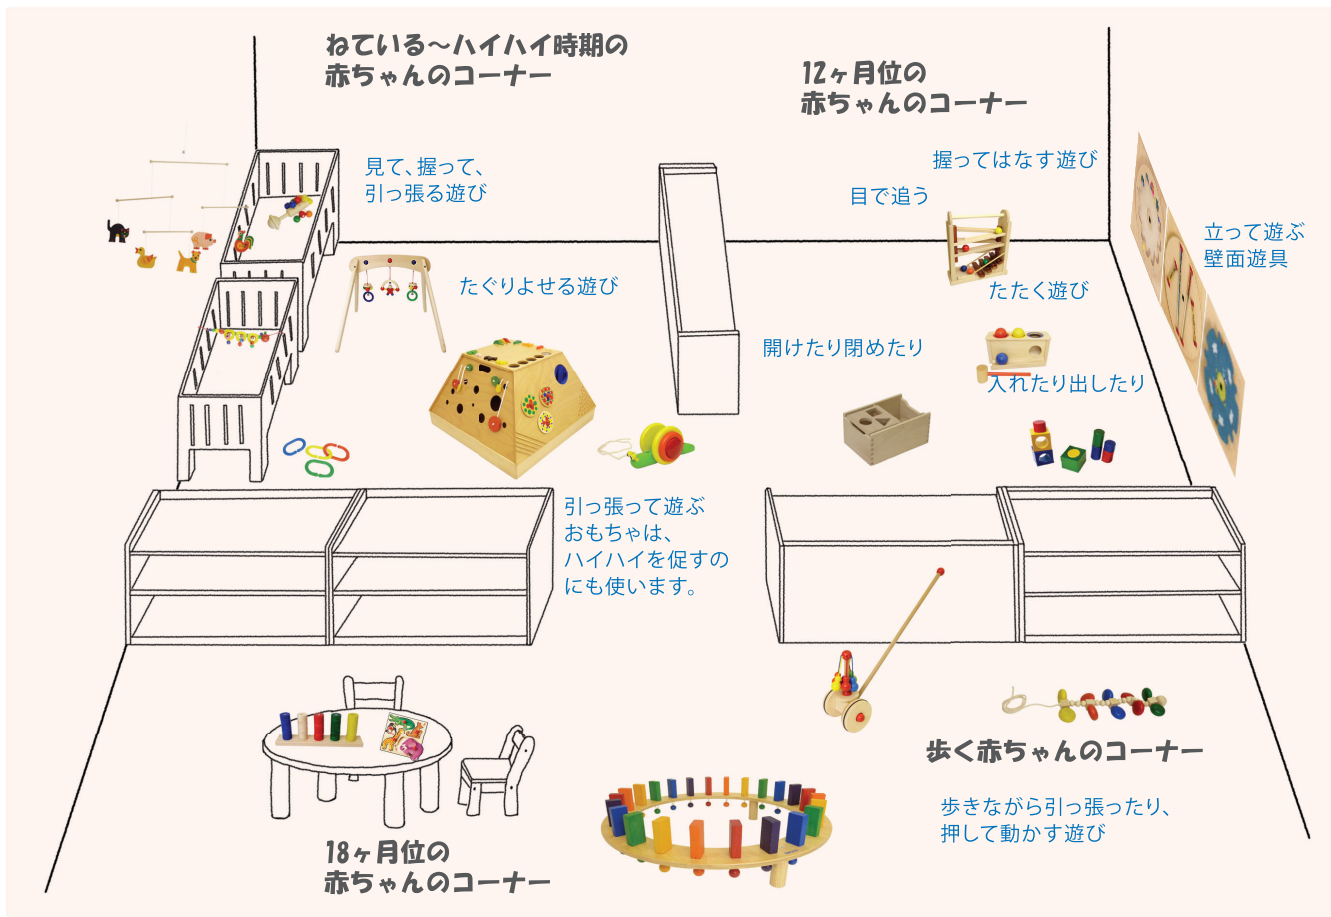 ねている～ハイハイ時期の
赤ちゃんのコーナー
見て、握って、
引っ張る遊び
たぐりよせる遊び
引っ張って遊ぶ
おもちゃは、
ハイハイを促すの
にも使います。
12ヶ月位の
赤ちゃんのコーナー
握ってはなす遊び
目で追う
立って遊ぶ
壁面遊具
たたく遊び
開けたり閉めたり
入れたり出したり
18ヶ月位の
赤ちゃんのコーナー
歩く赤ちゃんのコーナー
歩きながら引っ張ったり、
押して動かす遊び